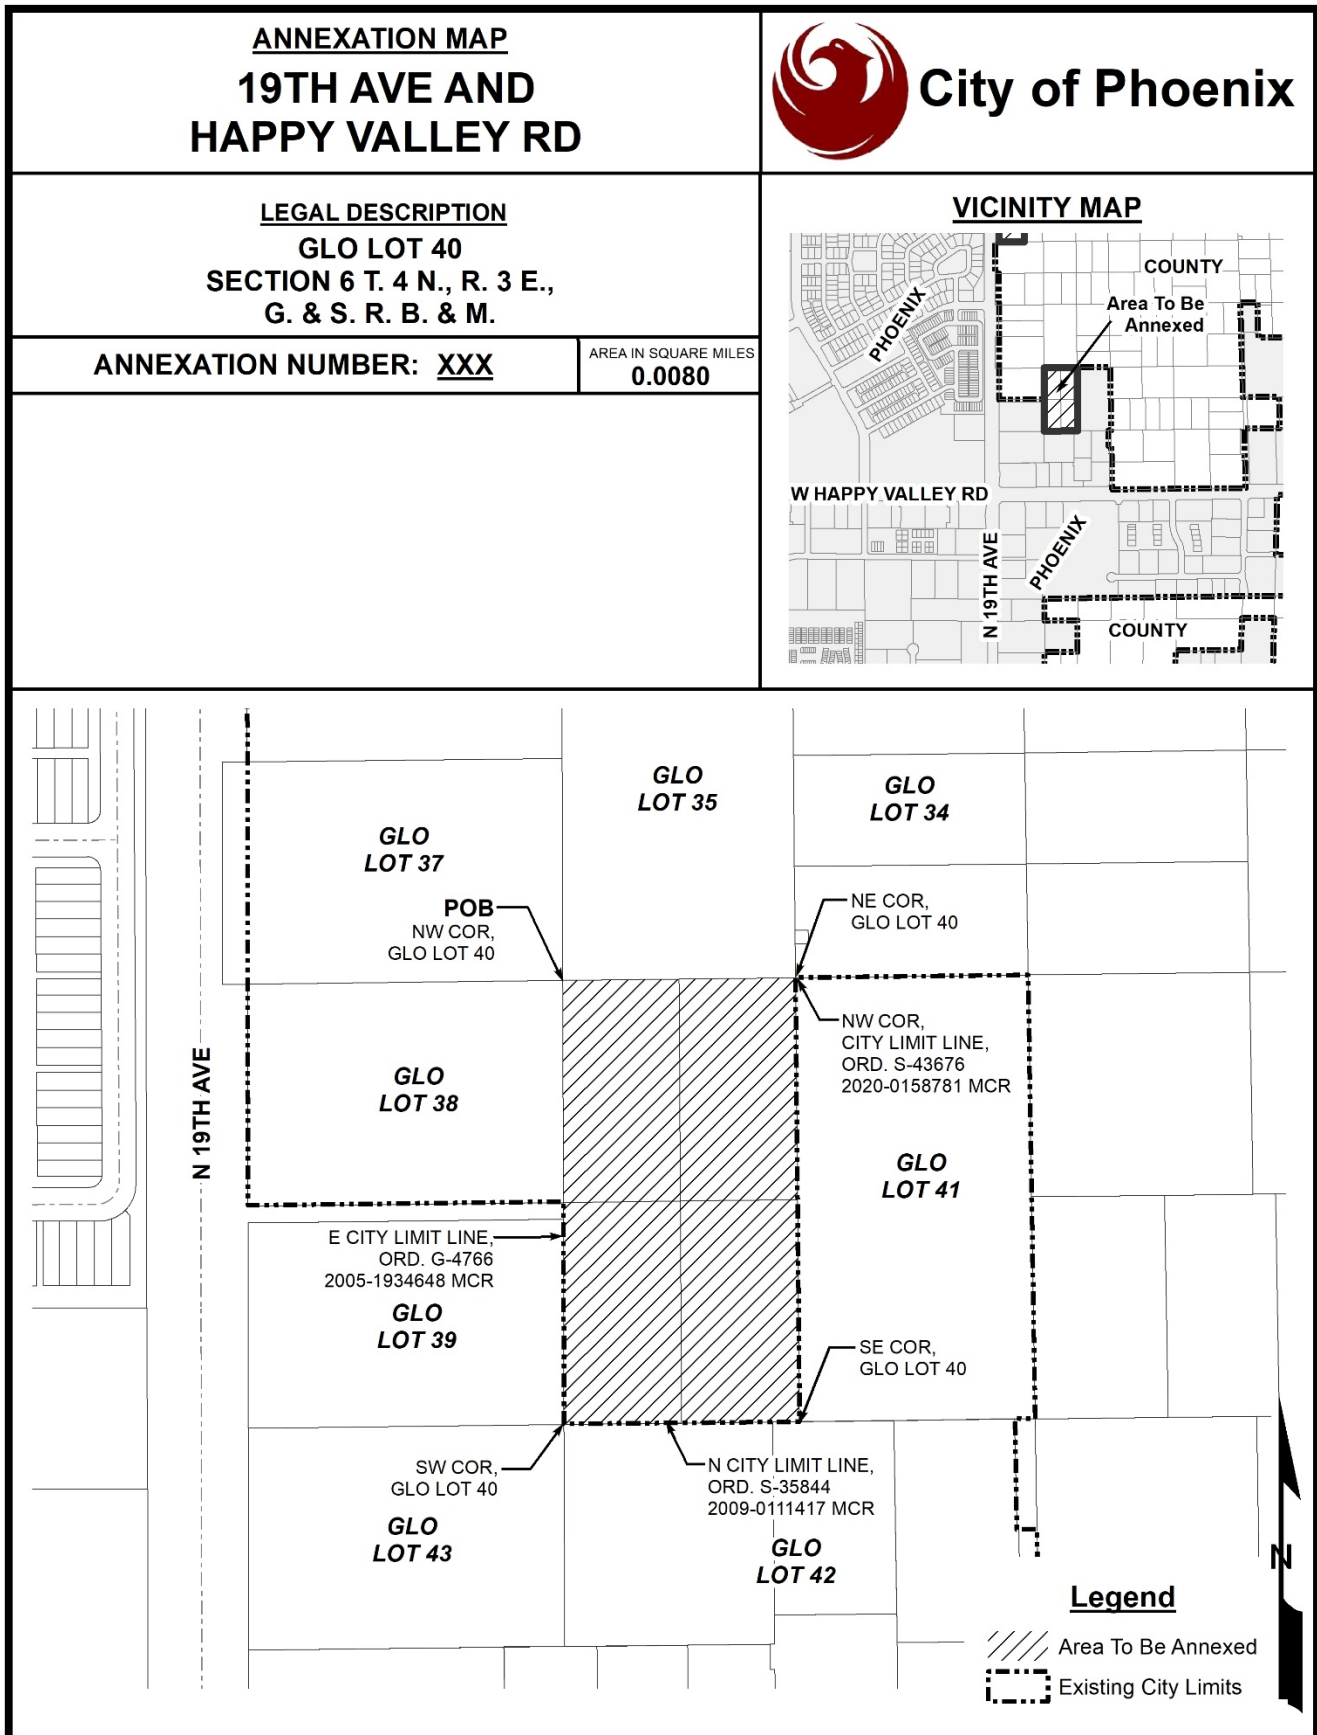 ANNEXATION MAP
19TH AVE AND
HAPPY VALLEY RD
City of Phoenix
LEGAL DESCRIPTION
GLO LOT 40
SECTION 6 T. 4 N., R. 3 E.,
G. & S. R. B. & M.
ANNEXATION NUMBER: XXX
AREA IN SQUARE MILES
0.0080
VICINITY MAP
COUNTY
Area To Be
Annexed
PHOENIX
W HAPPY VALLEY RD
N 19TH AVE
PHOENIX
COUNTY
GLO
LOT 35
GLO
LOT 34
GLO
LOT 37
POB
NW COR,
GLO LOT 40
NE COR,
GLO LOT 40
NW COR,
CITY LIMIT LINE,
ORD. S-43676
2020-0158781 MCR
N 19TH AVE
GLO
LOT 38
GLO
LOT 41
E CITY LIMIT LINE,
ORD. G-4766
2005-1934648 MCR
GLO
LOT 39
SE COR,
GLO LOT 40
SW COR,
GLO LOT 40
N CITY LIMIT LINE,
ORD. S-35844
2009-0111417 MCR
GLO
LOT 43
GLO
LOT 42
N
Legend
Area To Be Annexed
Existing City Limits